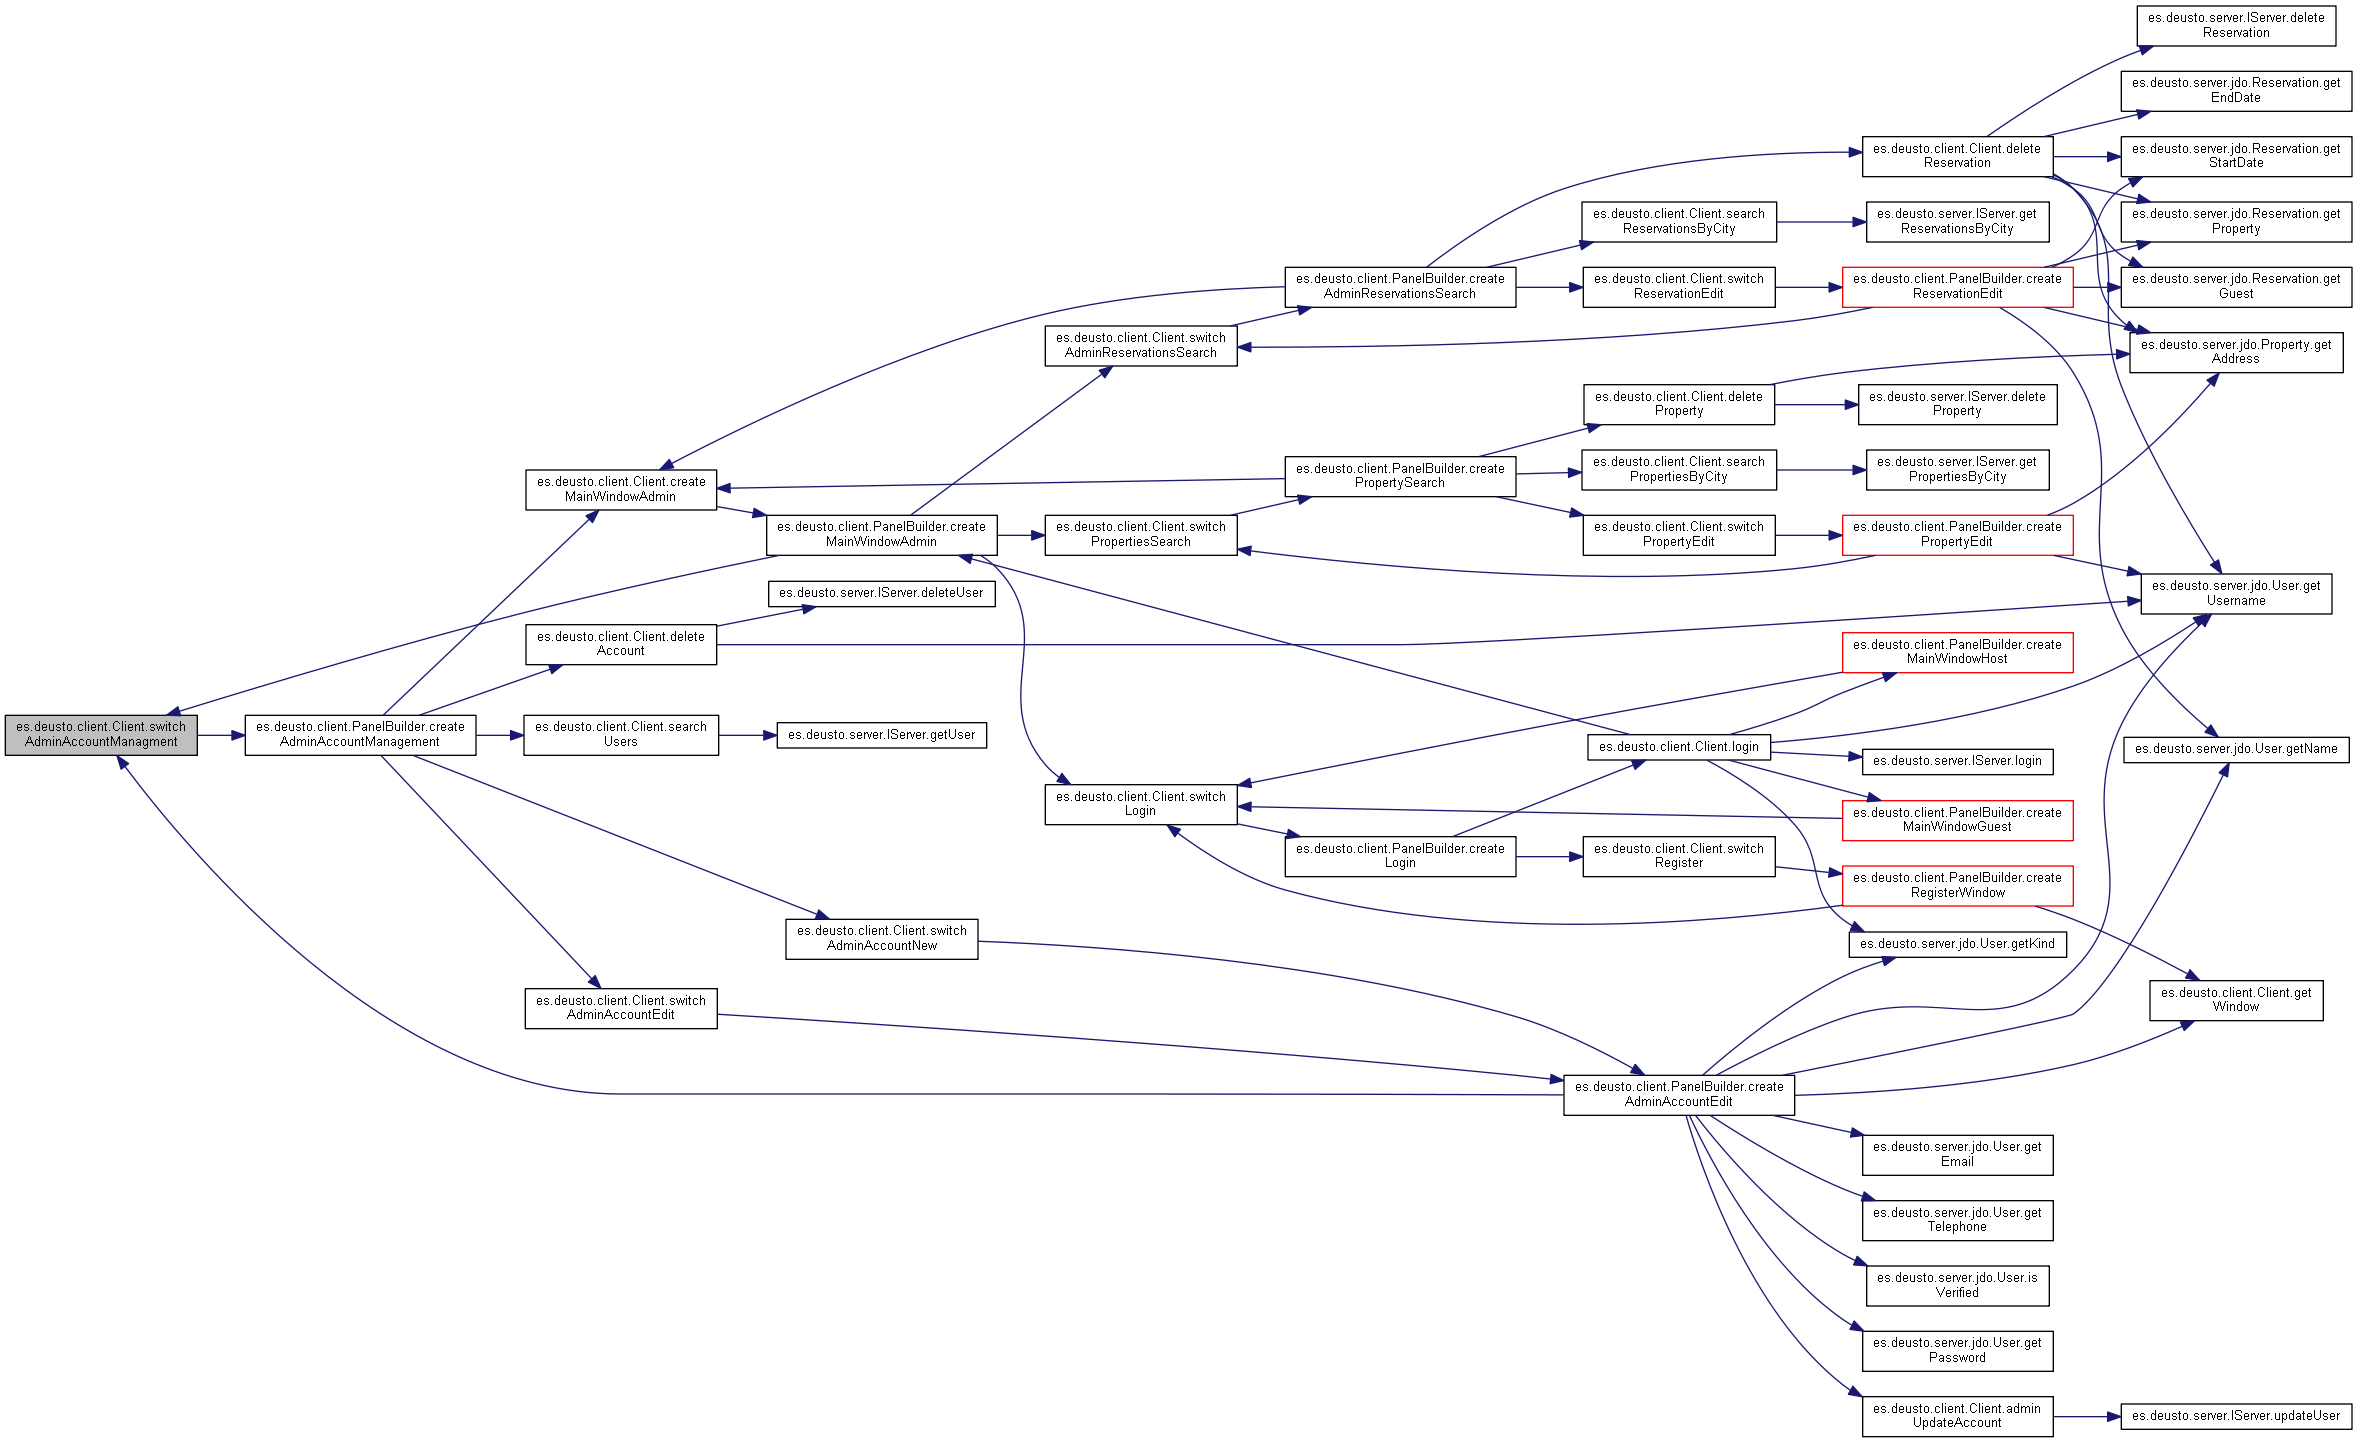 es.deusto.client.Client.switch
AdminAccountManagment
es.deusto.client.PanelBuilder.create
AdminAccountManagement
es.deusto.client.Client.create
MainWindowAdmin
es.deusto.client.Client.delete
Account
es.deusto.client.Client.search
Users
es.deusto.client.Client.switch
AdminAccountEdit
es.deusto.client.PanelBuilder.create
MainWindowAdmin
es.deusto.server.IServer.deleteUser
es.deusto.server.IServer.getUser
es.deusto.client.Client.switch
AdminAccountNew
es.deusto.client.Client.switch
AdminReservationsSearch
es.deusto.client.Client.switch
PropertiesSearch
es.deusto.client.Client.switch
Login
es.deusto.client.PanelBuilder.create
AdminReservationsSearch
es.deusto.client.PanelBuilder.create
PropertySearch
es.deusto.client.PanelBuilder.create
Login
es.deusto.client.Client.search
ReservationsByCity
es.deusto.client.Client.switch
ReservationEdit
es.deusto.client.Client.delete
Property
es.deusto.client.Client.search
PropertiesByCity
es.deusto.client.Client.switch
PropertyEdit
es.deusto.client.Client.login
es.deusto.client.Client.switch
Register
es.deusto.client.PanelBuilder.create
AdminAccountEdit
es.deusto.client.Client.delete
Reservation
es.deusto.server.IServer.get
ReservationsByCity
es.deusto.client.PanelBuilder.create
ReservationEdit
es.deusto.server.IServer.delete
Property
es.deusto.server.IServer.get
PropertiesByCity
es.deusto.client.PanelBuilder.create
PropertyEdit
es.deusto.client.PanelBuilder.create
MainWindowHost
es.deusto.server.IServer.login
es.deusto.client.PanelBuilder.create
MainWindowGuest
es.deusto.client.PanelBuilder.create
RegisterWindow
es.deusto.server.jdo.User.getKind
es.deusto.server.jdo.User.get
Email
es.deusto.server.jdo.User.get
Telephone
es.deusto.server.jdo.User.is
Verified
es.deusto.server.jdo.User.get
Password
es.deusto.client.Client.admin
UpdateAccount
es.deusto.server.IServer.delete
Reservation
es.deusto.server.jdo.Reservation.get
EndDate
es.deusto.server.jdo.Reservation.get
StartDate
es.deusto.server.jdo.Reservation.get
Property
es.deusto.server.jdo.Reservation.get
Guest
es.deusto.server.jdo.Property.get
Address
es.deusto.server.jdo.User.get
Username
es.deusto.server.jdo.User.getName
es.deusto.client.Client.get
Window
es.deusto.server.IServer.updateUser